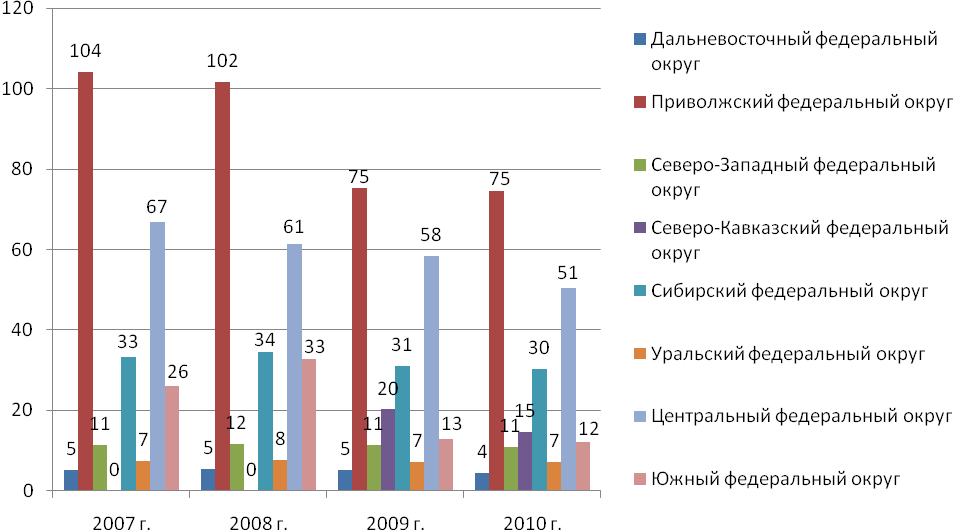 120
100
80
60
40
20
0
104
102
75
75
67
61
58
51
33
34
31
30
26
33
20
15
13
12
5
11
0
7
5
12
0
8
5
11
7
4
11
7
2007 г.
2008 г.
2009 г.
2010 г.
Дальневосточный федеральный
округ
Приволжский федеральный округ
Северо-Западный федеральный
округ
Северо-Кавказский федеральный
округ
Сибирский федеральный округ
Уральский федеральный округ
Центральный федеральный округ
Южный федеральный округ